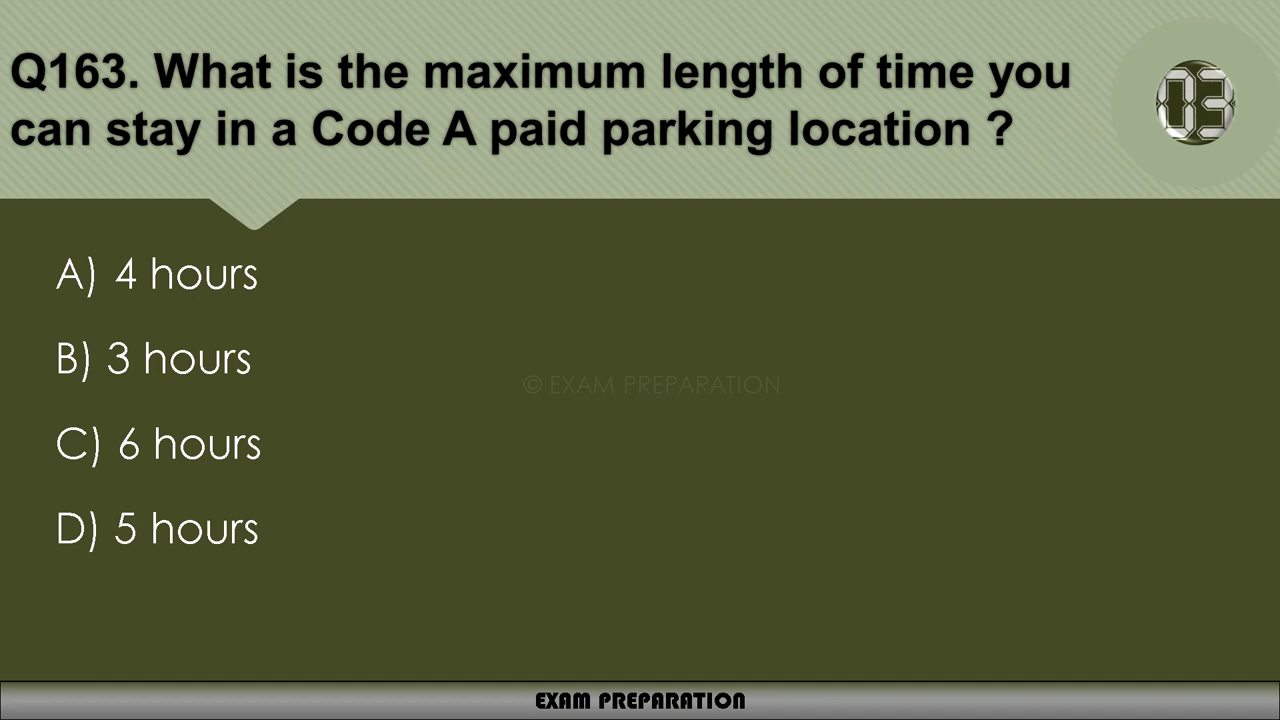 Q163. What is the maximum length of time you
can stay in a Code A paid parking location ?
03
A) 4 hours
B) 3 hours
C) 6 hours
D) 5 hours
© EXAM PREPARATION
EXAM PREPARATION